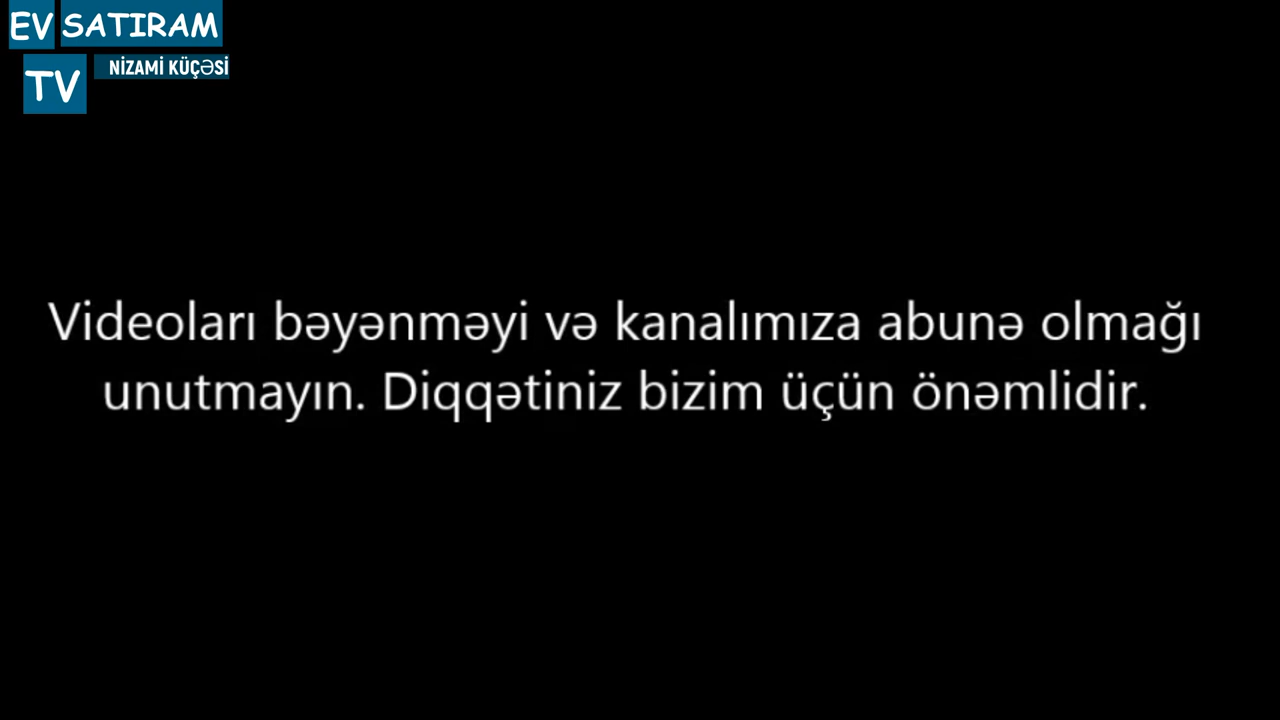 EV SATIRAM
TV NİZAMİ KÜÇƏSİ
Videoları bəyənməyi və kanalımıza abunə olmağı
unutmayın. Diqqətiniz bizim üçün önəmlidir.